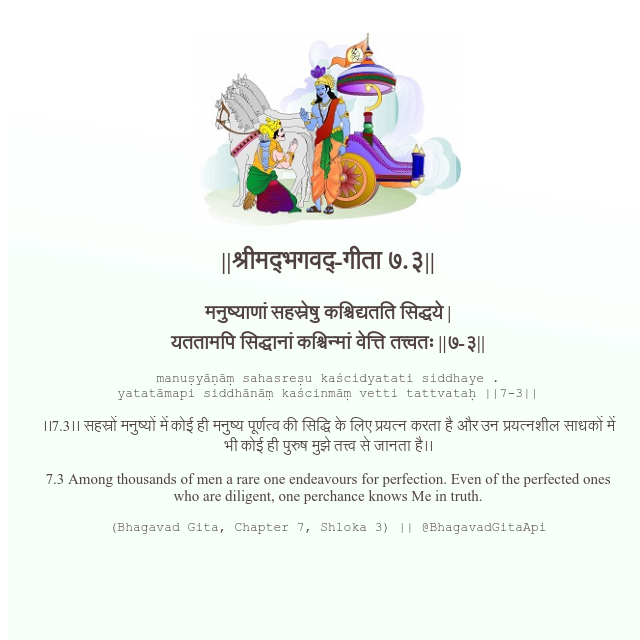 ||श्रीमद्‍भगवद्‍-गीता ७.३||
मनुष्याणां सहस्रेषु कश्चिद्यतति सिद्धये |
यततामपि सिद्धानां कश्चिन्मां वेत्ति तत्त्वतः ||७-३||
manuṣyāṇāṃ sahasreṣu kaścidyatati siddhaye .
yatatāmapi siddhānāṃ kaścinmāṃ vetti tattvataḥ ||7-3||
।।7.3।। सहस्रों मनुष्यों में कोई ही मनुष्य पूर्णत्व की सिद्धि के लिए प्रयत्न करता है और उन प्रयत्नशील साधकों में
भी कोई ही पुरुष मुझे तत्त्व से जानता है।।
7.3 Among thousands of men a rare one endeavours for perfection. Even of the perfected ones
who are diligent, one perchance knows Me in truth.
(Bhagavad Gita, Chapter 7, Shloka 3) || @BhagavadGitaApi